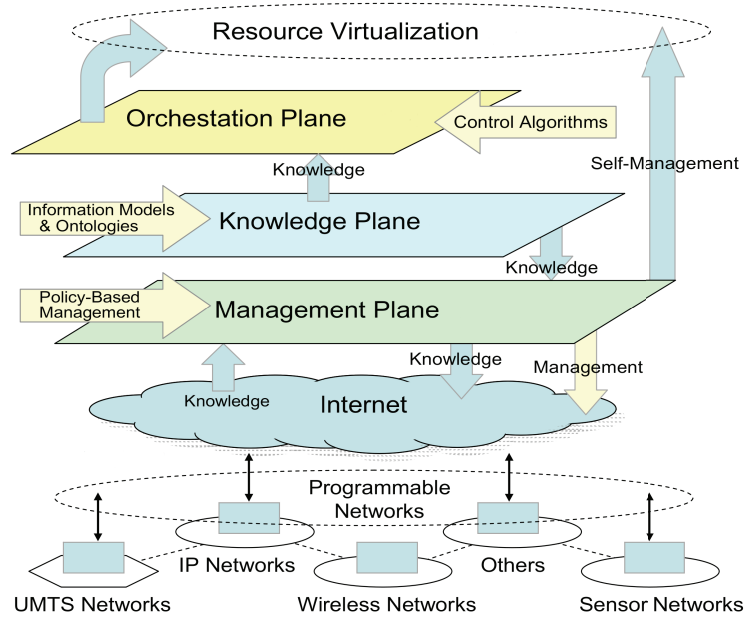 Resource Virtualization
Orchestation Plane
Control Algorithms
Knowledge
Self-Management
Information Models
& Ontologies
Knowledge Plane
Knowledge
Policy-Based
Management
Management Plane
Knowledge
Management
Knowledge
Internet
Programmable
Networks
IP Networks
Others
UMTS Networks
Wireless Networks
Sensor Networks